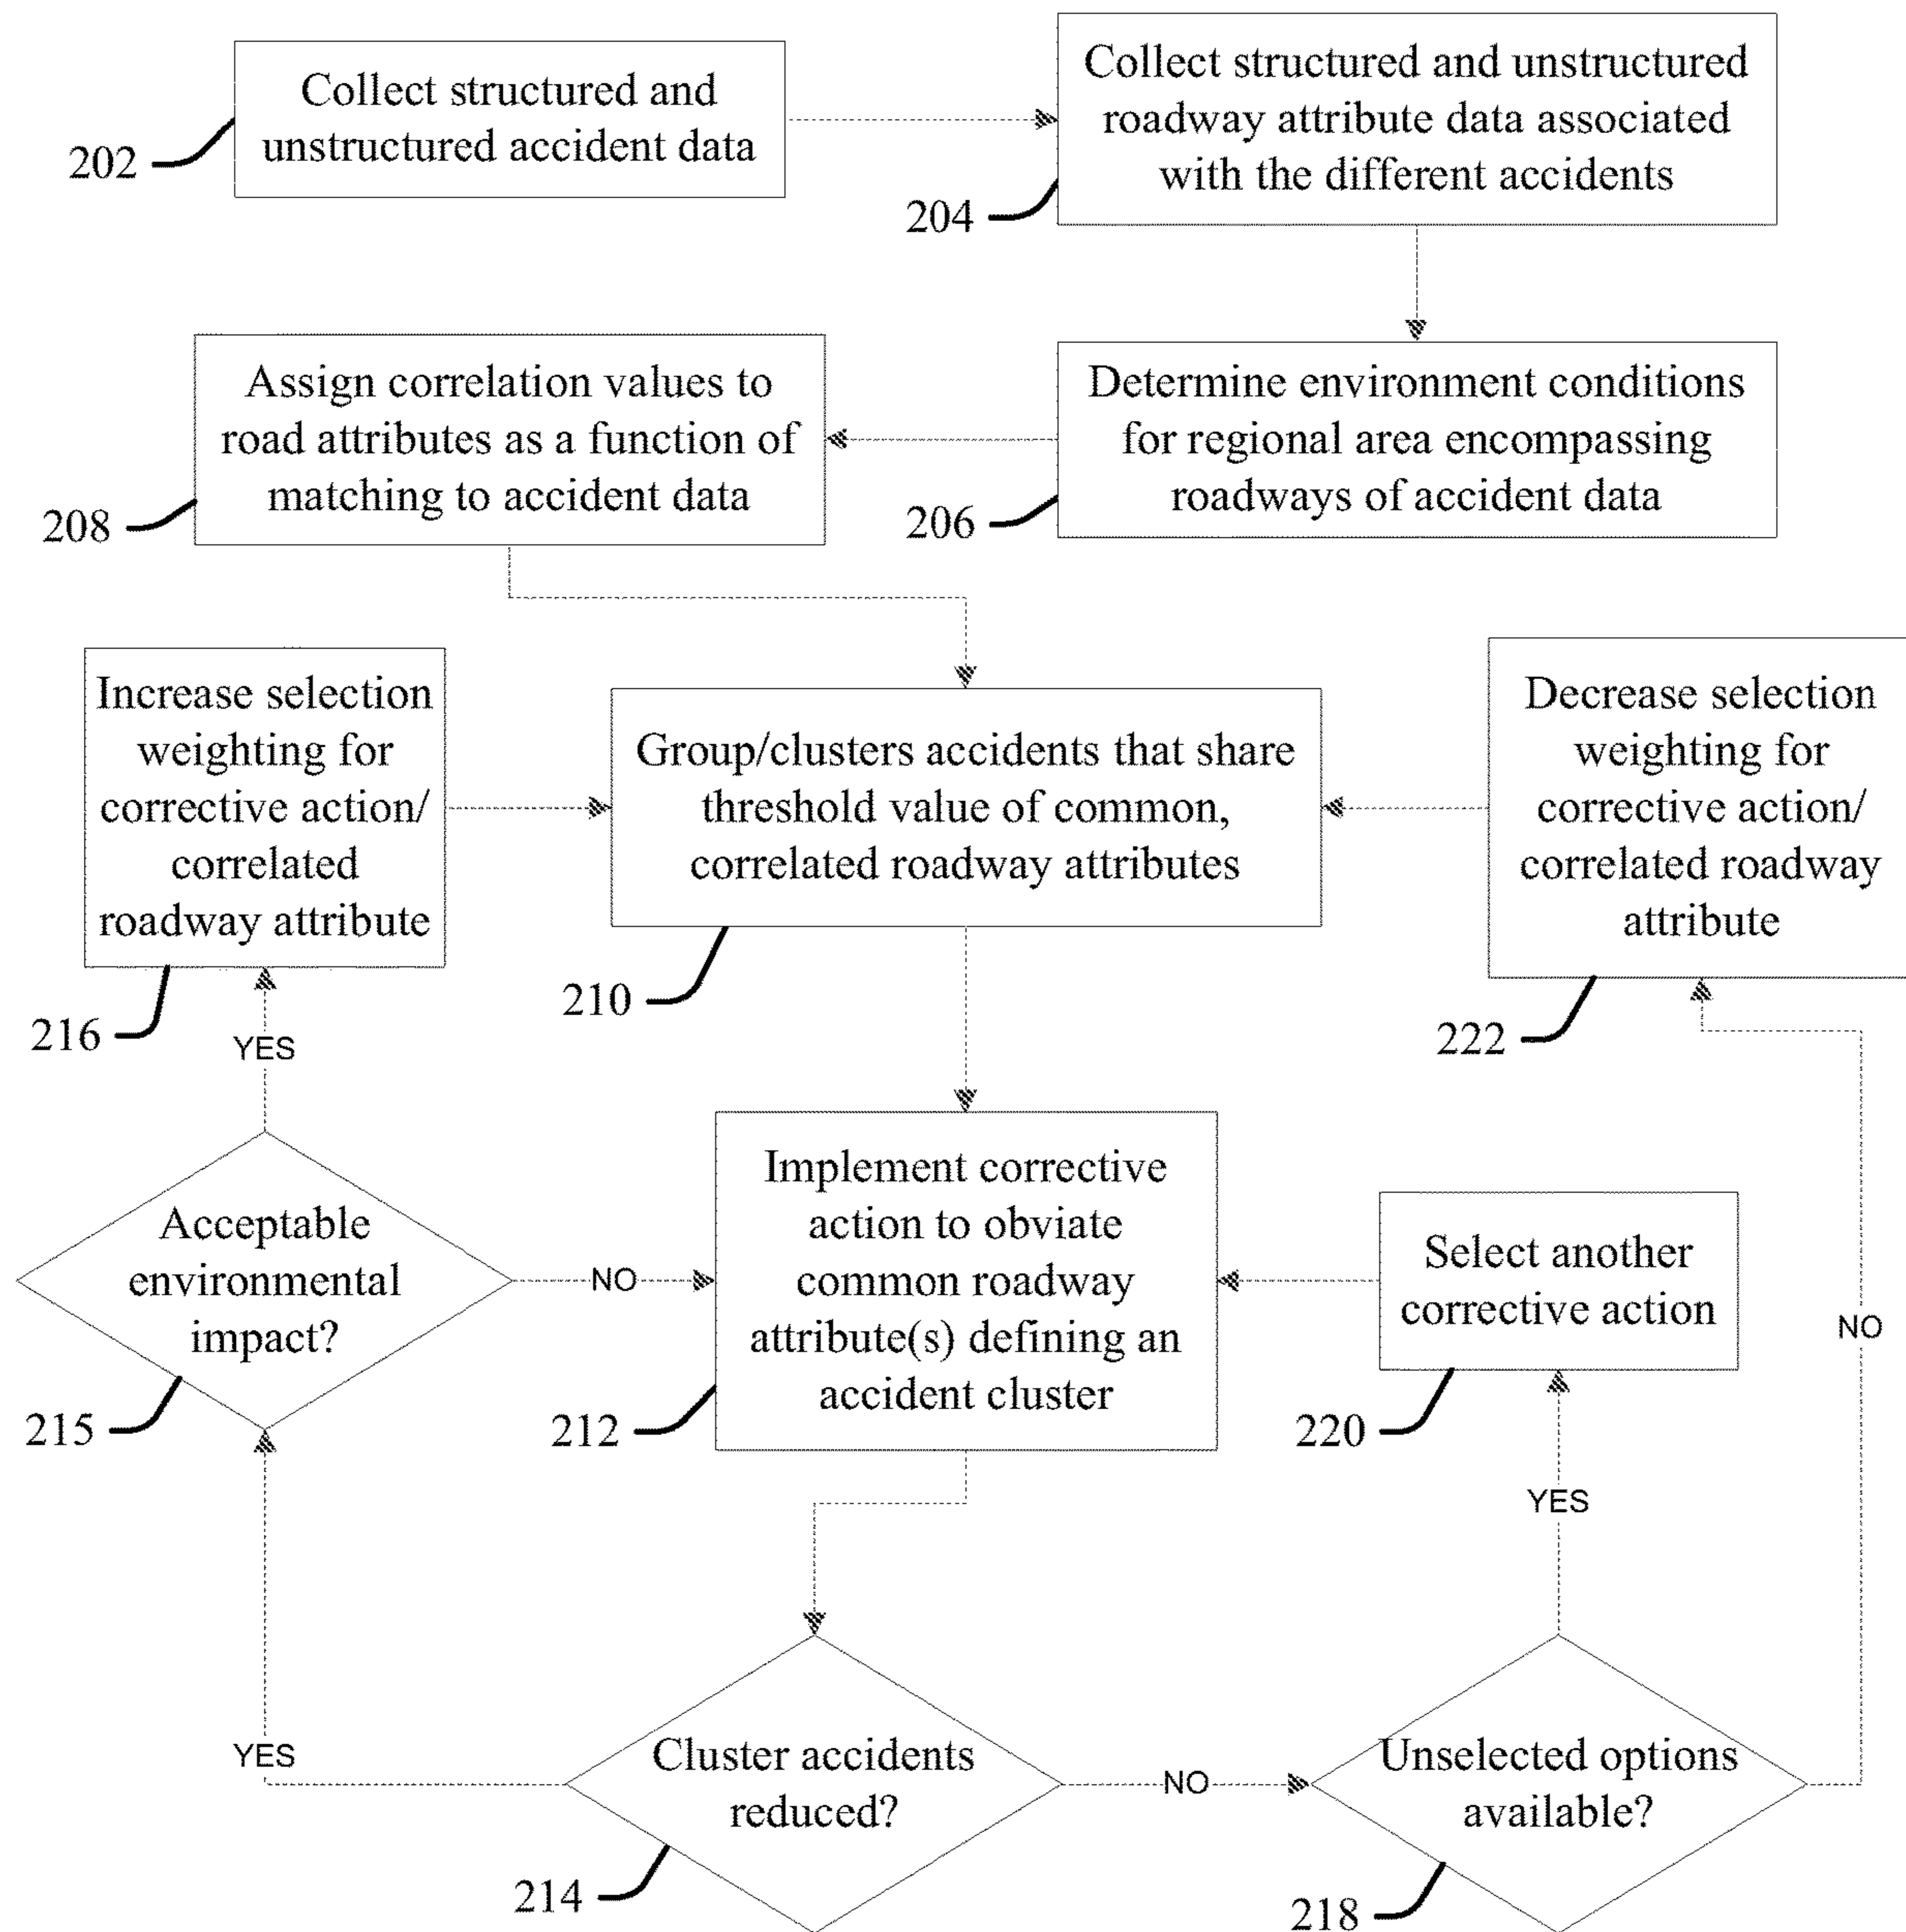 Collect structured and
unstructured accident data
202
Collect structured and unstructured
roadway attribute data associated
with the different accidents
204
Assign correlation values to
road attributes as a function of
matching to accident data
208
Determine environment conditions
for regional area encompassing
roadways of accident data
206
Increase selection
weighting for
corrective action/
correlated
roadway attribute
216
YES
Group/clusters accidents that share
threshold value of common,
correlated roadway attributes
210
Decrease selection
weighting for
corrective action/
correlated roadway
attribute
222
Acceptable
environmental
impact?
215
NO
Implement corrective
action to obviate
common roadway
attribute(s) defining an
accident cluster
212
Select another
corrective action
220
NO
YES
YES
Cluster accidents
reduced?
214
NO
Unselected options
available?
218